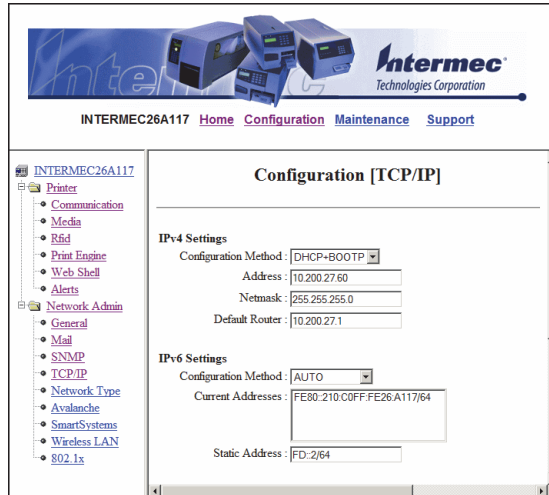 Inte
Intermec®
Technologies Corporation
INTERMEC26A117 Home Configuration Maintenance Support
INTERMEC26A117
Printer
Communication
Media
Rfid
Print Engine
Web Shell
Alerts
Network Admin
General
Mail
SNMP
TCP/IP
Network Type
Avalanche
SmartSystems
Wireless LAN
802.1x
Configuration [TCP/IP]
IPv4 Settings
Configuration Method : DHCP+BOOTP
Address : 10.200.27.60
Netmask : 255.255.255.0
Default Router : 10.200.27.1
IPv6 Settings
Configuration Method : AUTO
Current Addresses : FE80::210:C0FF:FE26:A117/64
Static Address : FD::2/64